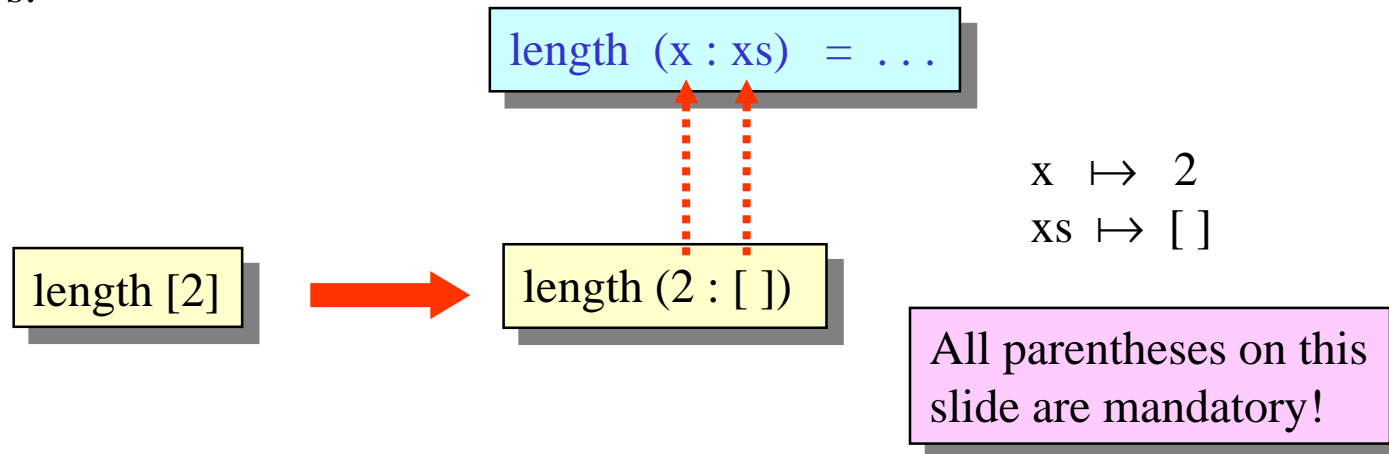 s.
length (x : xs) = . . .
x ↦ 2
xs ↦ [ ]
length [2]
length (2 : [ ])
All parentheses on this
slide are mandatory!